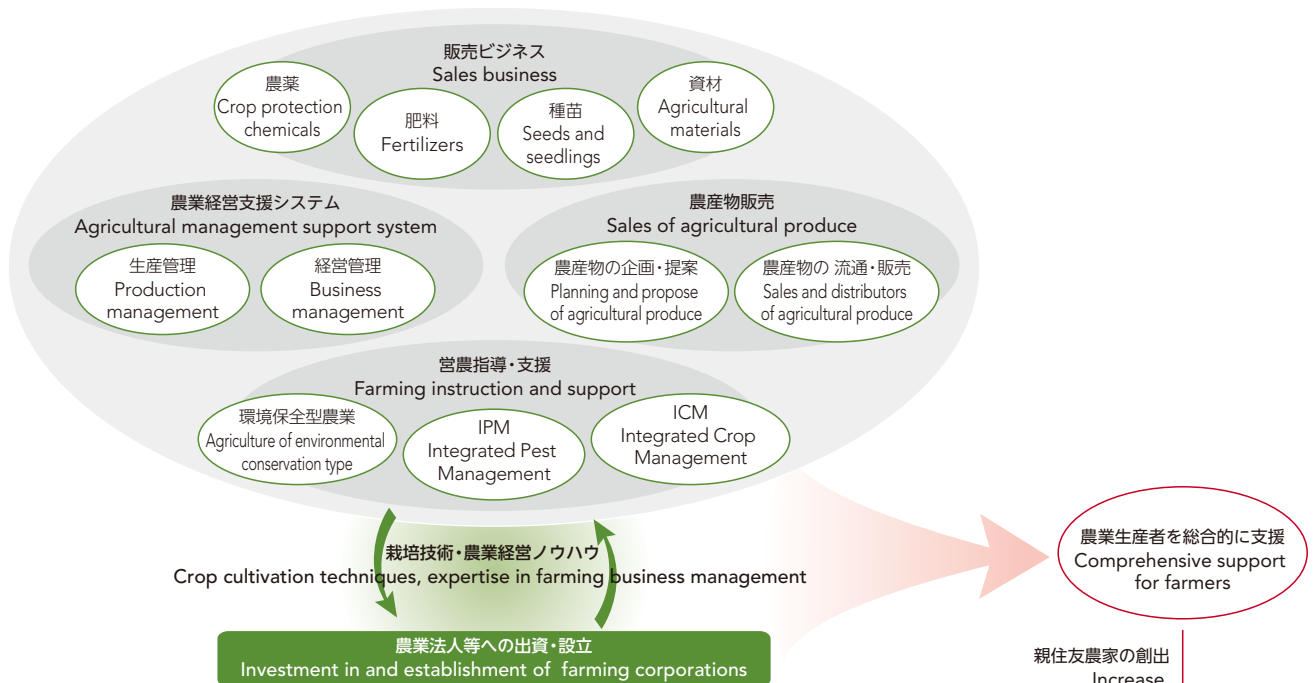 販売ビジネス
Sales business
農薬
Crop protection
chemicals
肥料
Fertilizers
種苗
Seeds and
seedlings
資材
Agricultural
materials
農業経営支援システム
Agricultural management support system
生産管理
Production
management
経営管理
Business
management
農産物販売
Sales of agricultural produce
農産物の企画・提案
Planning and propose
of agricultural produce
農産物の 流通・販売
Sales and distributors
of agricultural produce
営農指導・支援
Farming instruction and support
環境保全型農業
Agriculture of environmental
conservation type
IPM
Integrated Pest
Management
ICM
Integrated Crop
Management
栽培技術・農業経営ノウハウ
Crop cultivation techniques, expertise in farming business management
農業法人等への出資・設立
Investment in and establishment of farming corporations
農業生産者を総合的に支援
Comprehensive support
for farmers
親住友農家の創出
Increase